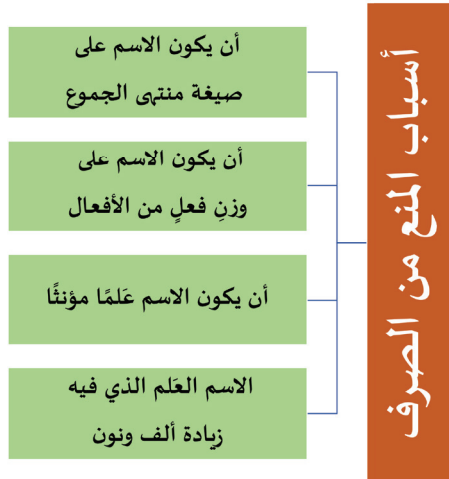 أسباب المنع من الصرف
أن يكون الاسم على
صيغة منتهى الجموع
أن يكون الاسم على
وزنِ فعلٍ من الأفعال
أن يكون الاسم عَلمًا مؤنثًا
الاسم العَلم الذي فيه
زيادة ألف ونون